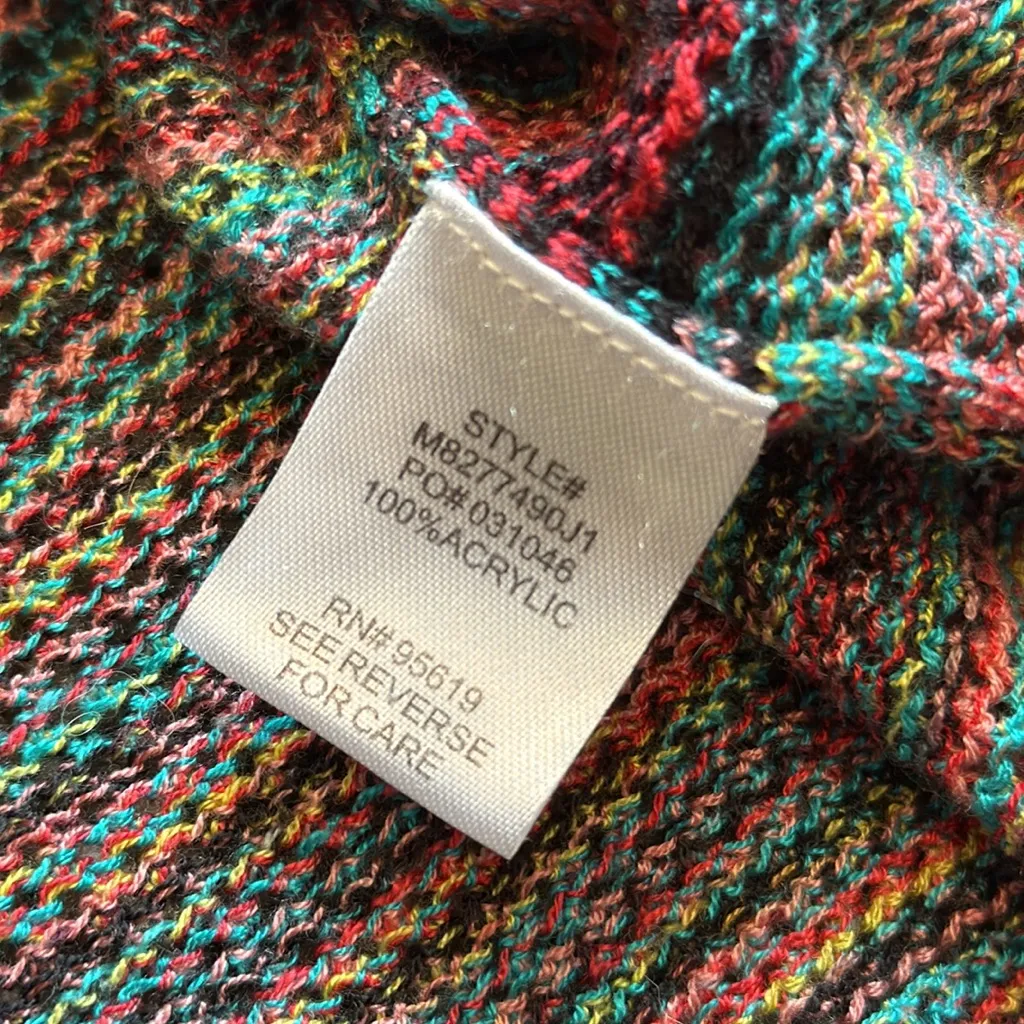 STYLE#
M8277490J1
PO# 031046
100%ACRYLIC
RN# 95619
SEE REVERSE
FOR CARE